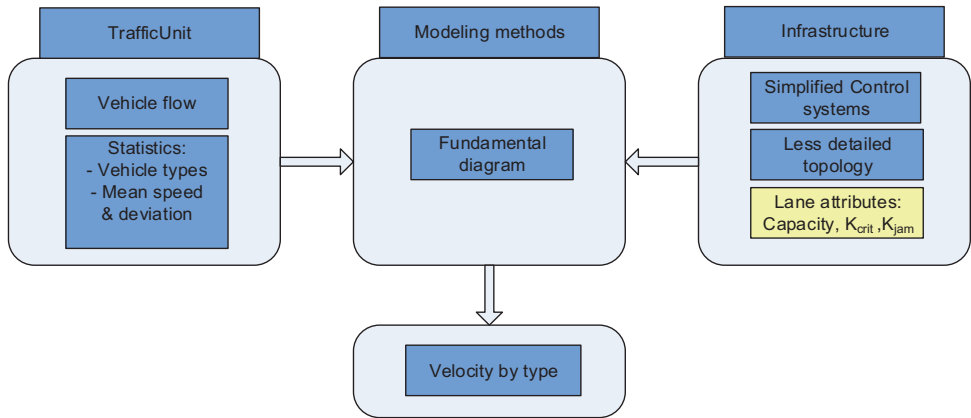 TrafficUnit
Modeling methods
Infrastructure
Vehicle flow
Statistics:
- Vehicle types
- Mean speed
& deviation
Fundamental
diagram
Simplified Control
systems
Less detailed
topology
Lane attributes:
Capacity, Kcrit ,Kjam
Velocity by type